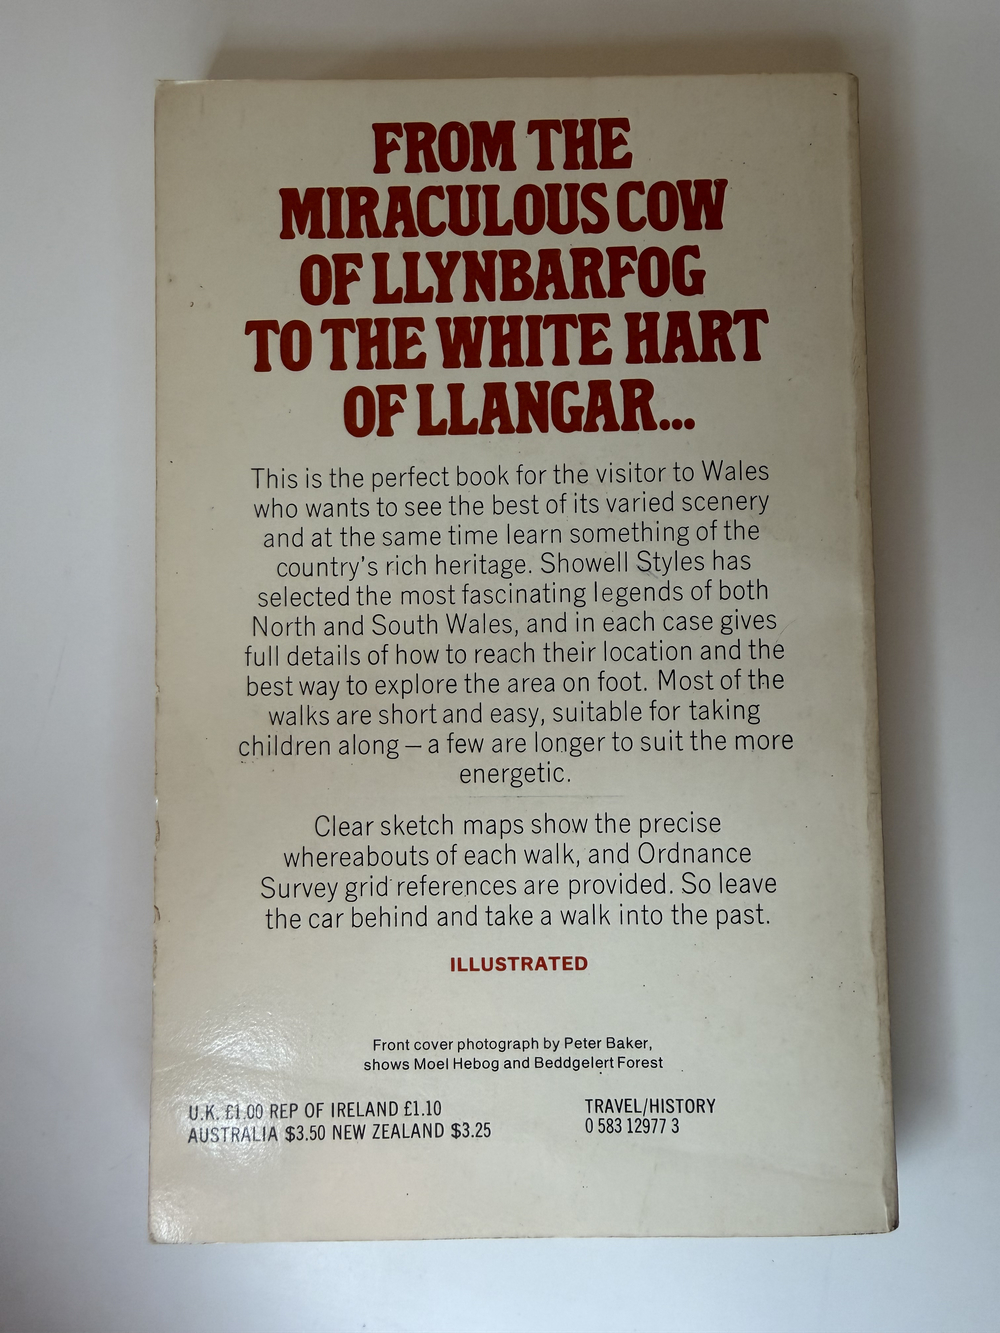 FROM THE
MIRACULOUS COW
OF LLYNBARFOG
TO THE WHITE HART
OF LLANGAR...
This is the perfect book for the visitor to Wales
who wants to see the best of its varied scenery
and at the same time learn something of the
country's rich heritage. Showell Styles has
selected the most fascinating legends of both
North and South Wales, and in each case gives
full details of how to reach their location and the
best way to explore the area on foot. Most of the
walks are short and easy, suitable for taking
children along – a few are longer to suit the more
energetic.
Clear sketch maps show the precise
whereabouts of each walk, and Ordnance
Survey grid references are provided. So leave
the car behind and take a walk into the past.
ILLUSTRATED
Front cover photograph by Peter Baker,
shows Moel Hebog and Beddgelert Forest
U.K. £1.00 REP OF IRELAND £1.10
AUSTRALIA $3.50 NEW ZEALAND $3.25
TRAVEL/HISTORY
0 583 12977 3